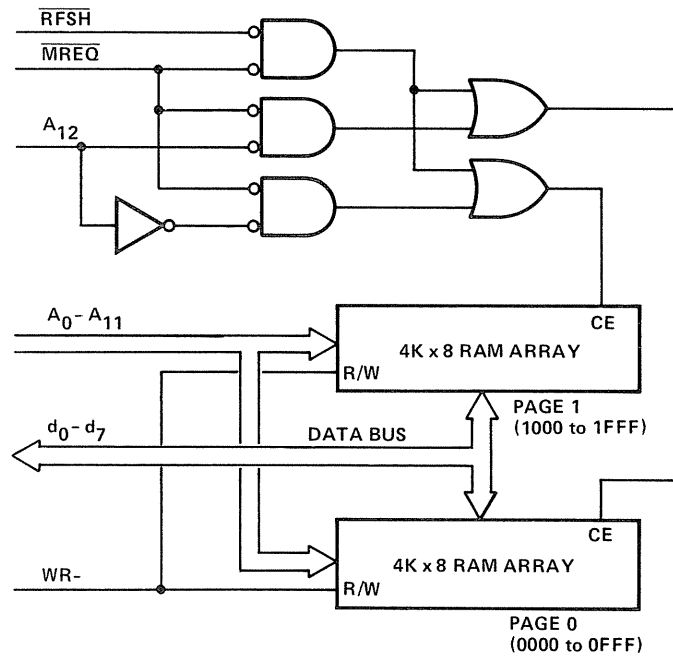 RFSH
MREQ
A12
A0 - A11
CE
4K x 8 RAM ARRAY
R/W
PAGE 1
(1000 to 1FFF)
d0 - d7
DATA BUS
CE
4K x 8 RAM ARRAY
WR-
R/W
PAGE 0
(0000 to 0FFF)